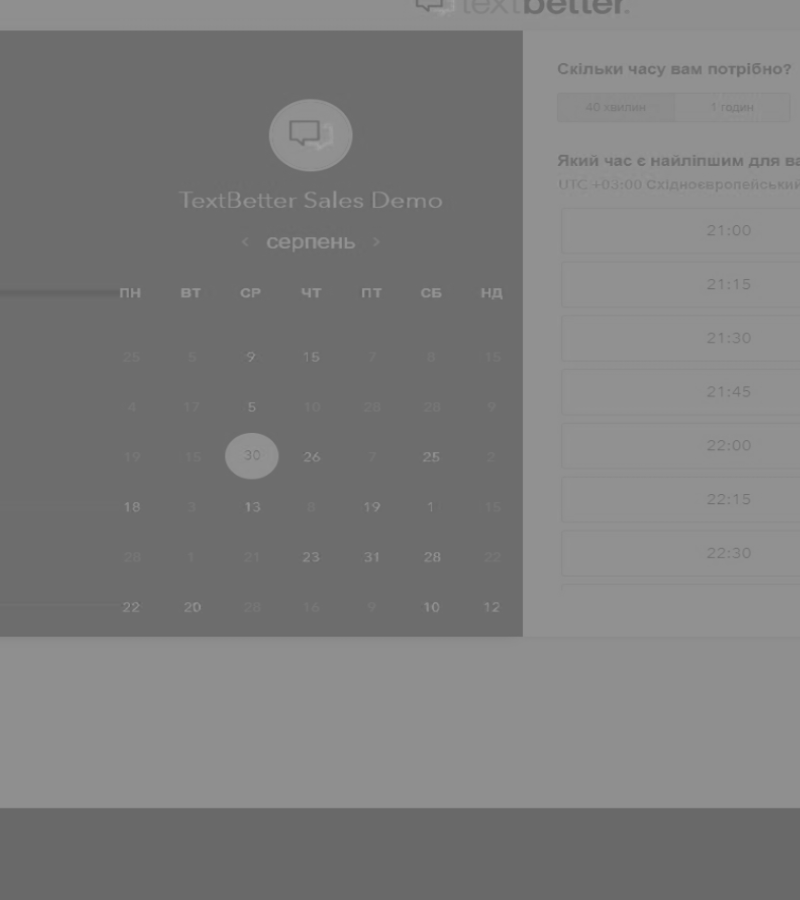 textbetter.
TextBetter Sales Demo
‹ серпень ›
ПН ВТ СР ЧТ ПТ СБ НД
25 5 9 15 7 8 15
4 17 5 10 28 28 9
19 15 30 26 7 25 2
18 3 13 8 19 1 15
28 1 21 23 31 28 22
22 20 28 16 9 10 12
Скільки часу вам потрібно?
40 хвилин 1 годин
Який час є найліпшим для ва
UTC +03:00 Східноєвропейський
21:00
21:15
21:30
21:45
22:00
22:15
22:30